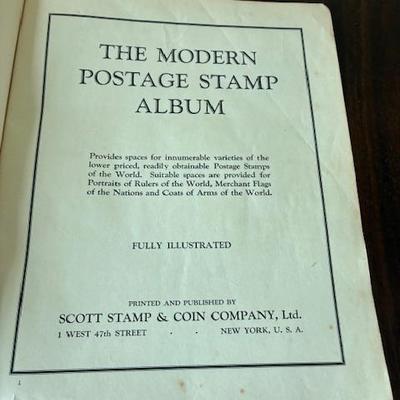 THE MODERN
POSTAGE STAMP
ALBUM
Provides spaces for innumerable varieties of the
lower priced, readily obtainable Postage Stamps
of the World. Suitable spaces are provided for
Portraits of Rulers of the World, Merchant Flags
of the Nations and Coats of Arms of the World.
FULLY ILLUSTRATED
PRINTED AND PUBLISHED BY
SCOTT STAMP & COIN COMPANY, Ltd.
1 WEST 47th STREET · · NEW YORK, U. S. A.
1